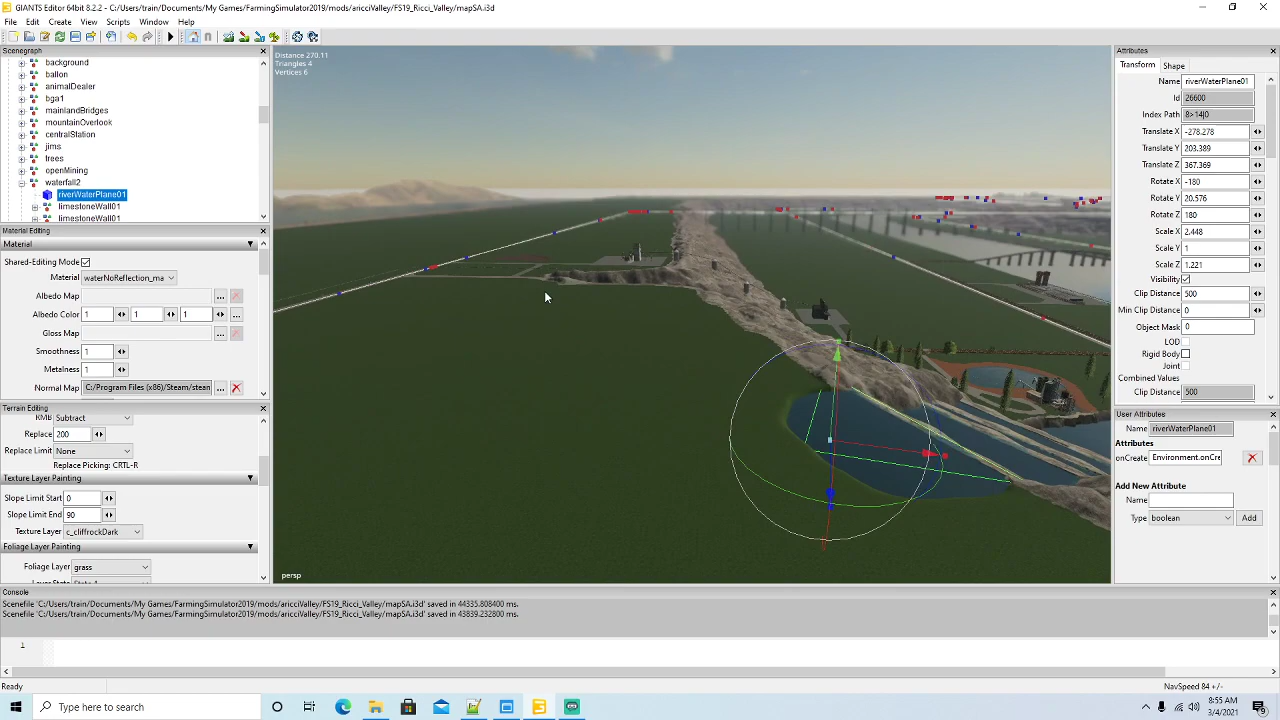 GIANTS Editor 64bit 8.2.2 - C:/Users/train/Documents/My Games/FarmingSimulator2019/mods/aricciValley/FS19_Ricci_Valley/mapSA.i3d
File Edit Create View Scripts Window Help
Scenegraph
background
ballon
animalDealer
bga1
mainlandBridges
mountainOverlook
centralStation
jims
trees
openMining
waterfall2
riverWaterPlane01
limestoneWall01
limestoneWall01
Material Editing
Material
Shared-Editing Mode
Material waterNoReflection_ma
Albedo Map ...
Albedo Color 1 1 1 ...
Gloss Map ...
Smoothness 1
Metalness 1
Normal Map C:/Program Files (x86)/Steam/stean ...
Terrain Editing
RMB Subtract
Replace 200
Replace Limit None
Replace Picking: CRTL-R
Texture Layer Painting
Slope Limit Start 0
Slope Limit End 90
Texture Layer c_cliffrockDark
Foliage Layer Painting
Foliage Layer grass
Distance 270.11
Triangles 4
Vertices 6
persp
Attributes
Transform Shape
Name riverWaterPlane01
Id 26600
Index Path 8>14|0
Translate X -278.278
Translate Y 203.389
Translate Z 367.369
Rotate X -180
Rotate Y 20.576
Rotate Z 180
Scale X 2.448
Scale Y 1
Scale Z 1.221
Visibility
Clip Distance 500
Min Clip Distance 0
Object Mask 0
LOD
Rigid Body
Joint
Combined Values
Clip Distance 500
User Attributes
Name riverWaterPlane01
Attributes
onCreate Environment.onCre
Add New Attribute
Name
Type boolean Add
Console
Scenefile 'C:/Users/train/Documents/My Games/FarmingSimulator2019/mods/aricciValley/FS19_Ricci_Valley/mapSA.i3d' saved in 44335.808400 ms.
Scenefile 'C:/Users/train/Documents/My Games/FarmingSimulator2019/mods/aricciValley/FS19_Ricci_Valley/mapSA.i3d' saved in 43839.232800 ms.
1
Ready
NavSpeed 84 +/-
Type here to search
8:55 AM
3/4/2021